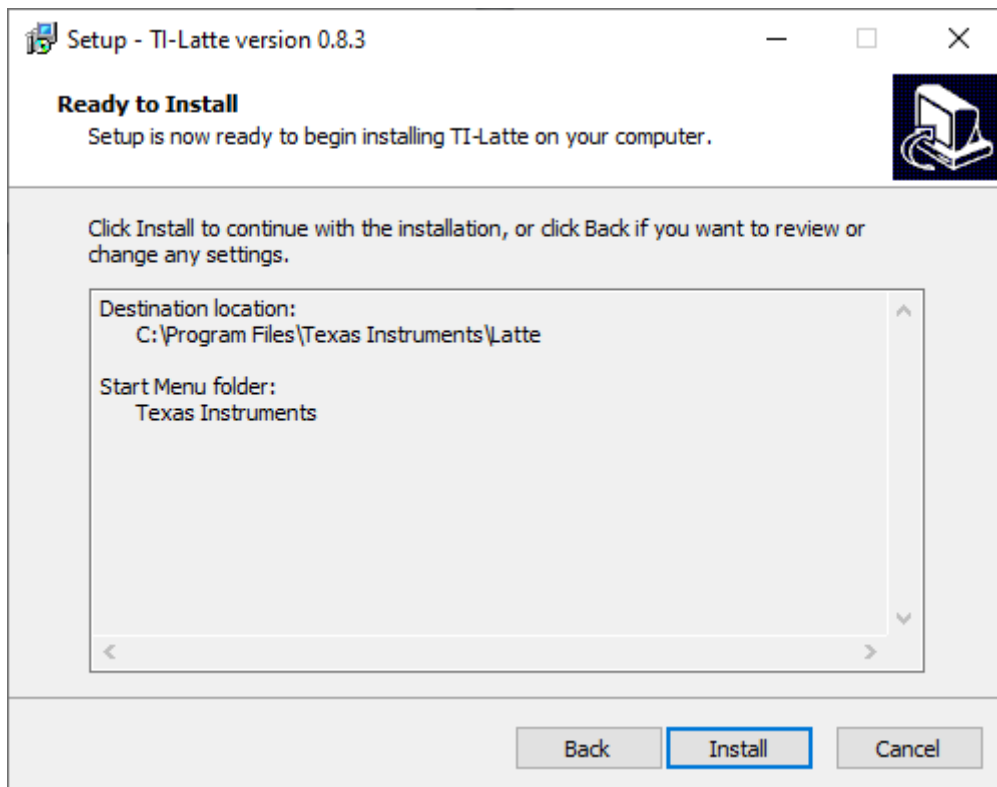 Setup - TI-Latte version 0.8.3
Ready to Install
Setup is now ready to begin installing TI-Latte on your computer.
Click Install to continue with the installation, or click Back if you want to review or
change any settings.
Destination location:
C:\Program Files\Texas Instruments\Latte
Start Menu folder:
Texas Instruments
Back Install Cancel